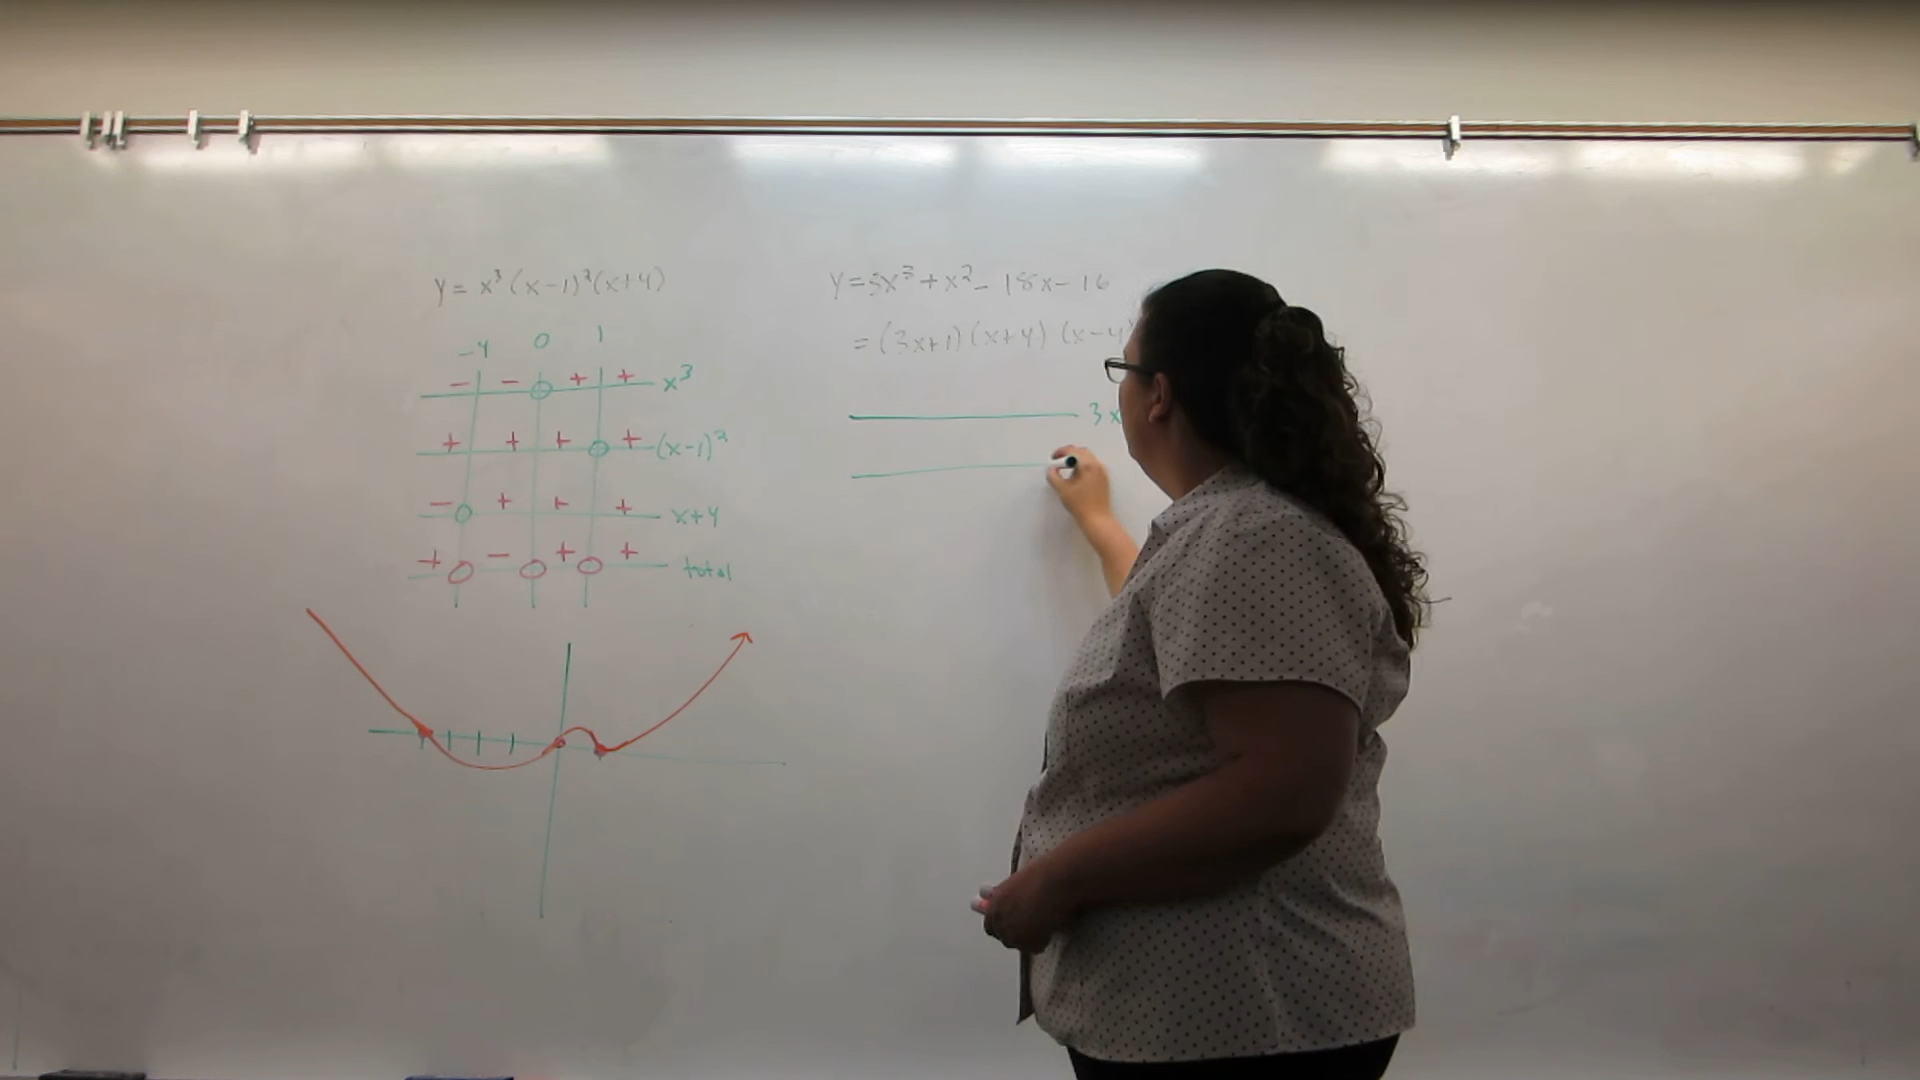 y = x³ (x-1)² (x+4)
-4 0 1
- - + + x³
+ + + + (x-1)²
- + + + x+4
+ - + + total
y = 3x³ + x² - 18x - 16
= (3x+1) (x+4) (x-4
3x